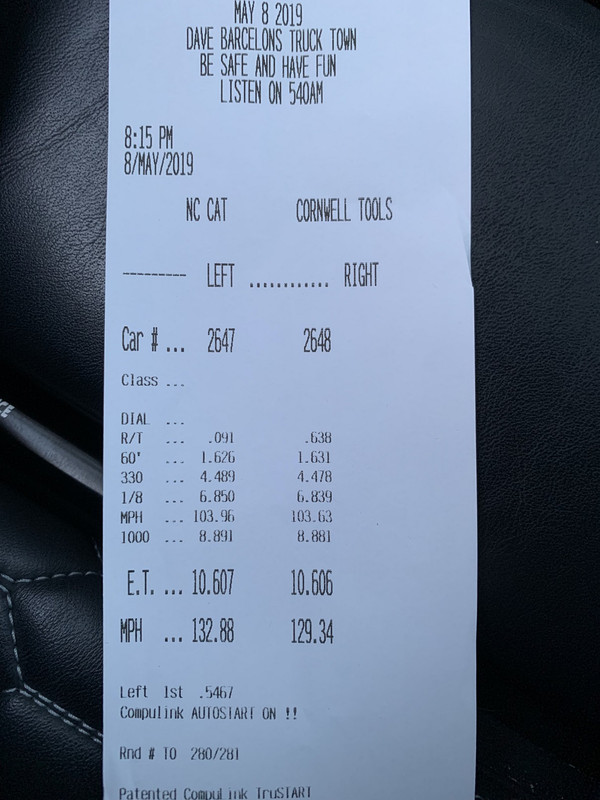 MAY 8 2019
DAVE BARCELONS TRUCK TOWN
BE SAFE AND HAVE FUN
LISTEN ON 540AM
8:15 PM
8/MAY/2019
NC CAT CORNWELL TOOLS
--------- LEFT ............ RIGHT
Car # ... 2647 2648
Class ...
DIAL ...
R/T ... .091 .638
60' ... 1.626 1.631
330 ... 4.489 4.478
1/8 ... 6.850 6.839
MPH ... 103.96 103.63
1000 ... 8.891 8.881
E.T. ... 10.607 10.606
MPH ... 132.88 129.34
Left 1st .5467
Compulink AUTOSTART ON !!
Rnd # TO 280/281
Patented Compulink TruSTART